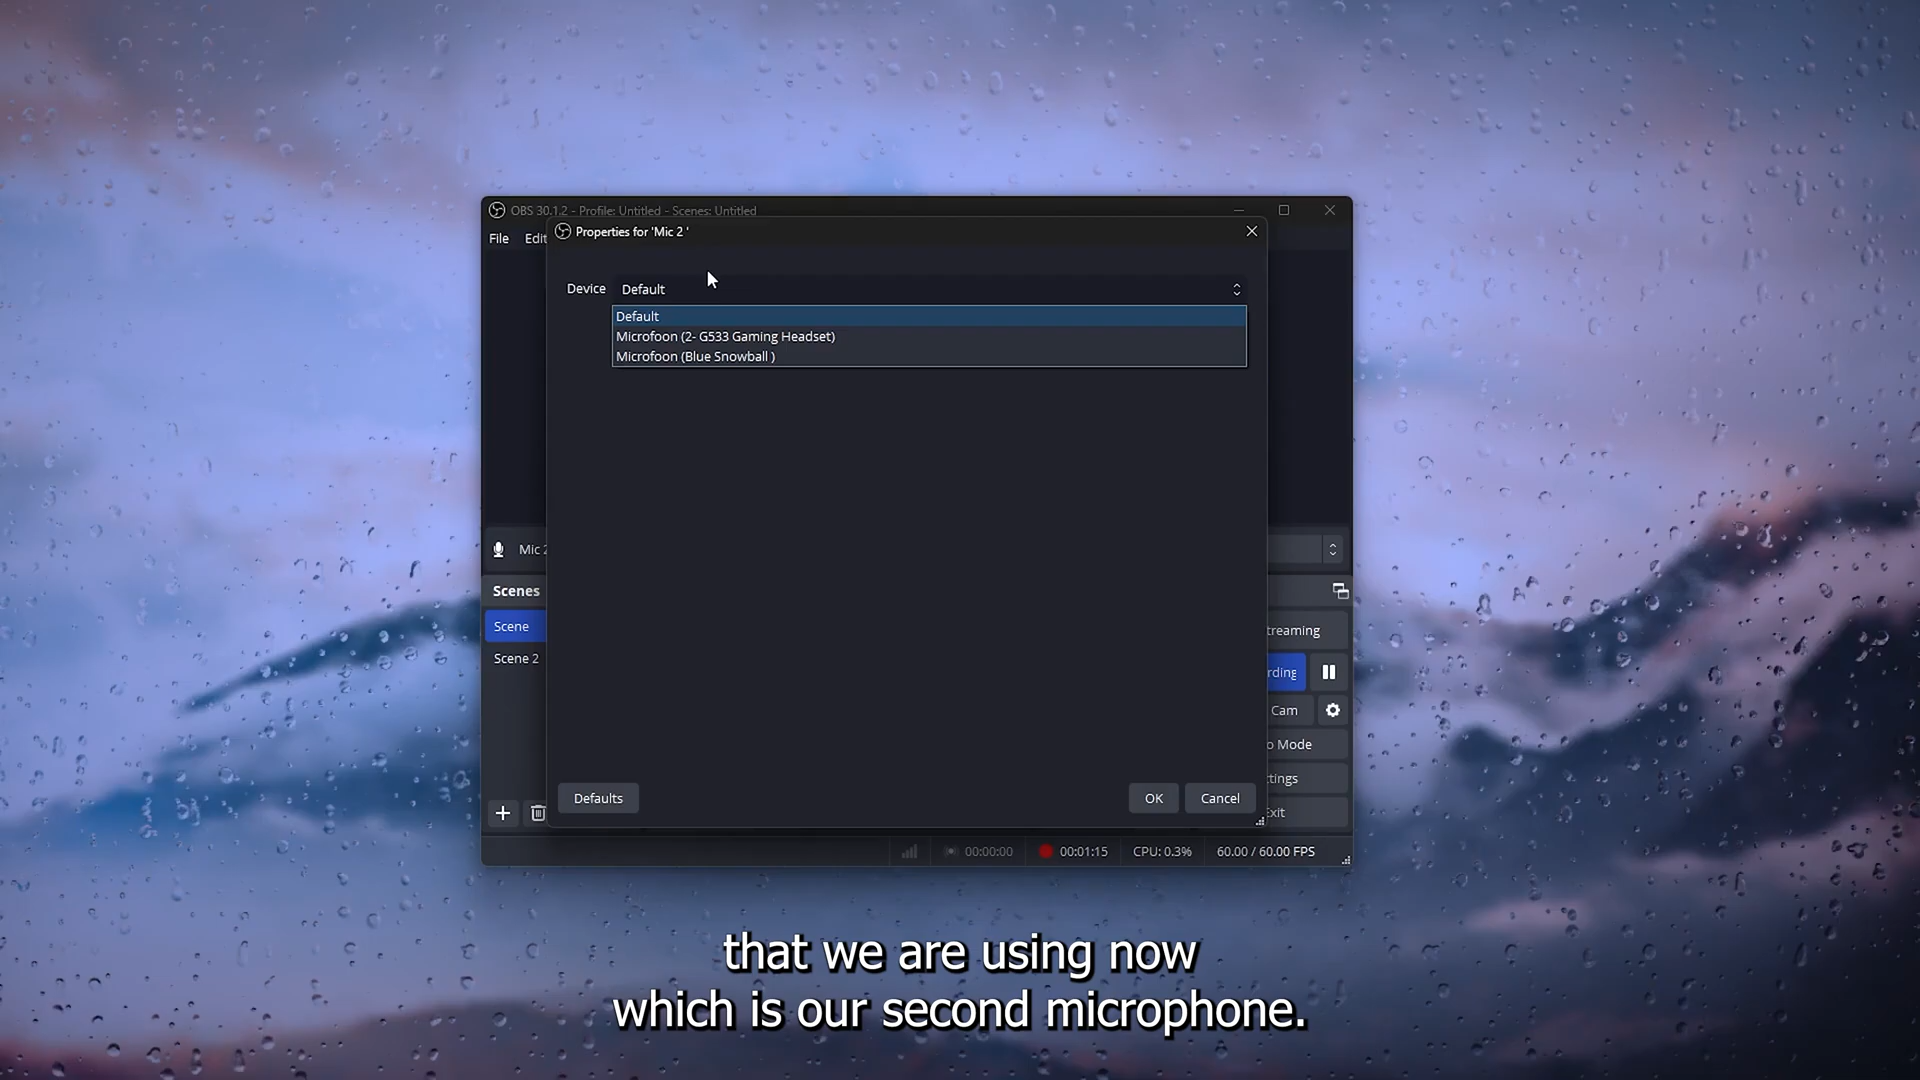 OBS 30.1.2 - Profile: Untitled - Scenes: Untitled
File Edit
Properties for 'Mic 2 '
Device Default
Default
Microfoon (2- G533 Gaming Headset)
Microfoon (Blue Snowball )
Mic 2
Scenes
Scene
Scene 2
treaming
rding
Cam
o Mode
ttings
Exit
Defaults
OK
Cancel
00:00:00
00:01:15
CPU: 0.3%
60.00 / 60.00 FPS
that we are using now
which is our second microphone.